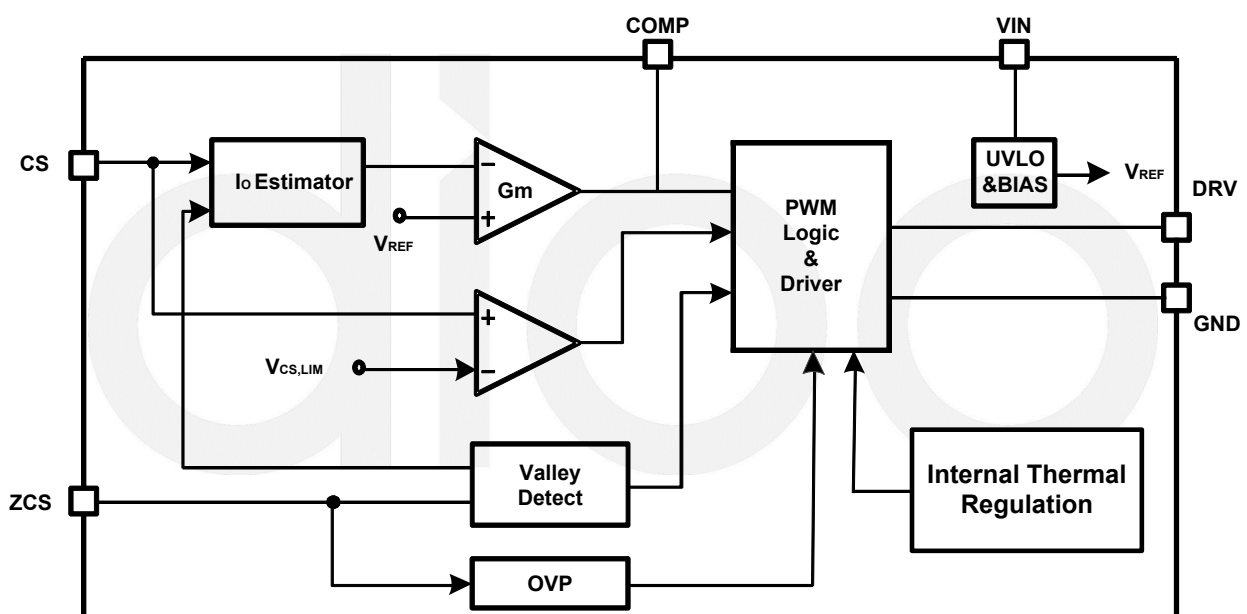 COMP
VIN
CS
Io Estimator
−
Gm
+
VREF
UVLO
&BIAS
VREF
DRV
PWM
Logic
&
Driver
GND
+
VCS,LIM
−
Valley
Detect
ZCS
Internal Thermal
Regulation
OVP
dioo